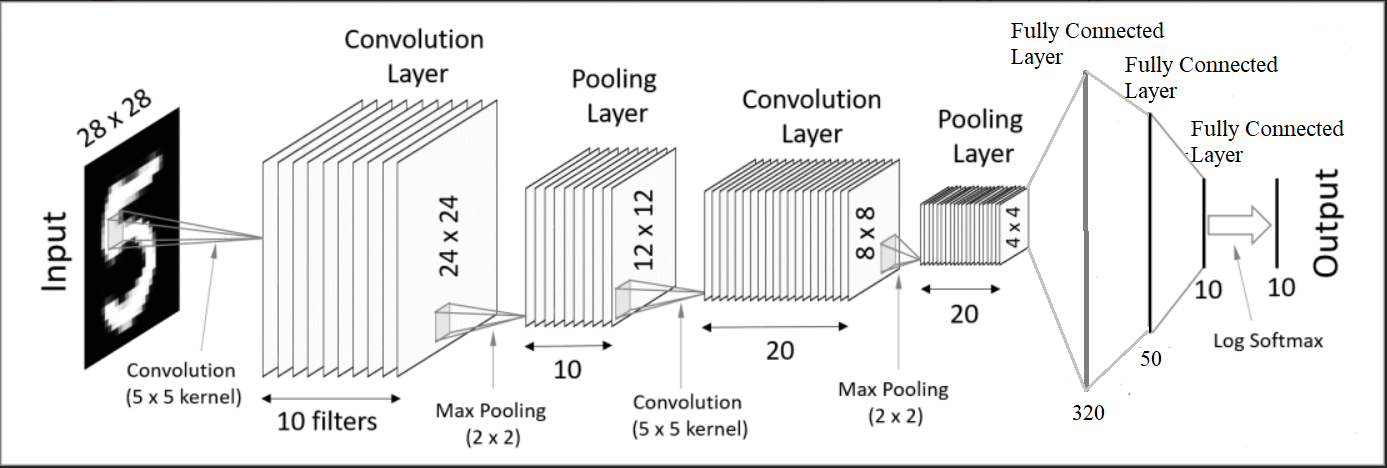 Input
28 x 28
Convolution
(5 x 5 kernel)
Convolution
Layer
24 x 24
10 filters
Max Pooling
(2 x 2)
Pooling
Layer
12 x 12
10
Convolution
(5 x 5 kernel)
Convolution
Layer
8 x 8
20
Max Pooling
(2 x 2)
Pooling
Layer
4 x 4
20
Fully Connected
Layer
320
Fully Connected
Layer
50
Fully Connected
Layer
10
Log Softmax
10
Output